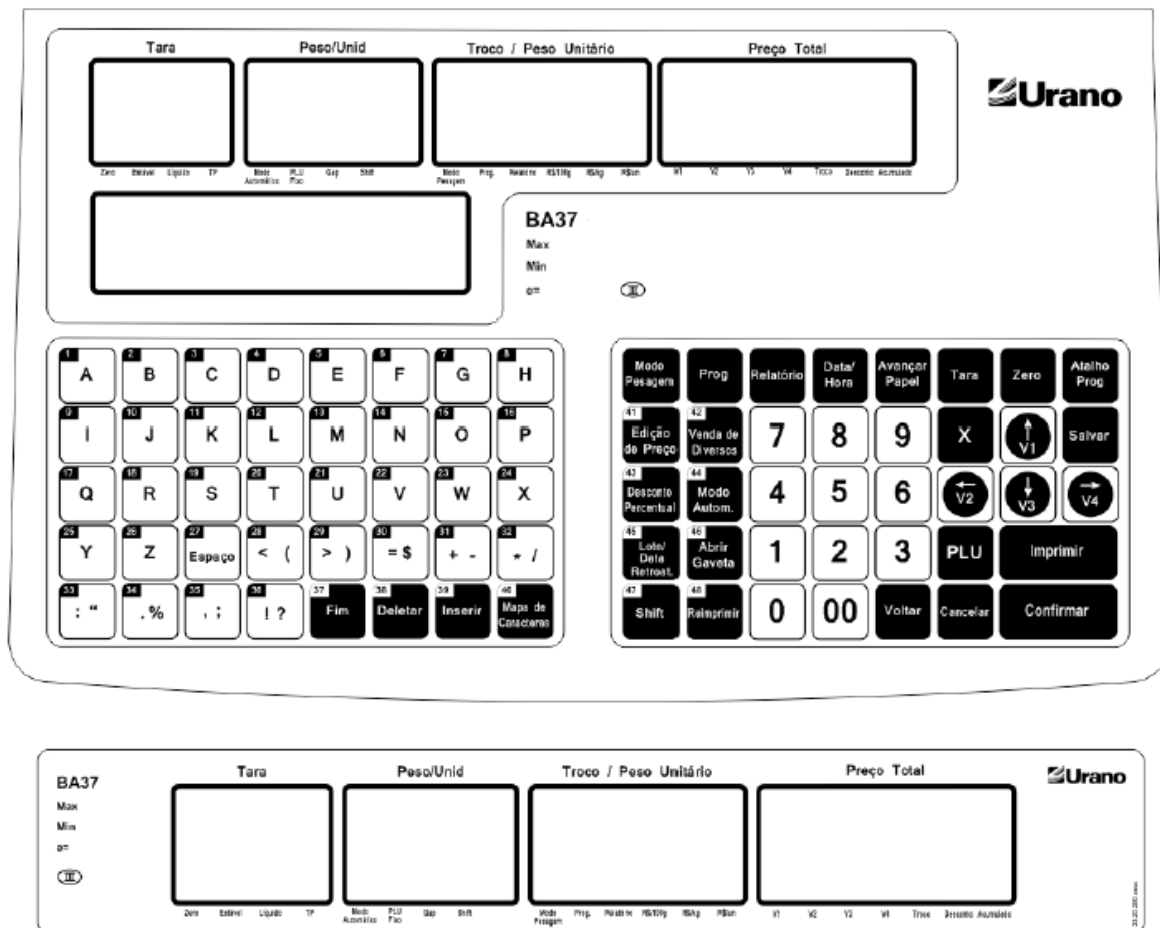 Tara Peso/Unid Troco / Peso Unitário Preço Total
Urano
Zero Estável Líquido TP Modo Automático PLU Fixo Gap Shift Modo Pesagem Prog. Relatório R$/100g R$/kg R$/un V1 V2 V3 V4 Troco Desconto Acumulado
BA37
Max
Min
e=
III
1 A 2 B 3 C 4 D 5 E 6 F 7 G 8 H
9 I 10 J 11 K 12 L 13 M 14 N 15 O 16 P
17 Q 18 R 19 S 20 T 21 U 22 V 23 W 24 X
25 Y 26 Z 27 Espaço 28 < ( 29 > ) 30 = $ 31 + - 32 * /
33 : " 34 . % 35 , ; 36 ! ? 37 Fim 38 Deletar 39 Inserir 40 Mapa de Caracteres
Modo Pesagem Prog Relatório Data/ Hora Avançar Papel Tara Zero Atalho Prog
41 Edição de Preço 42 Venda de Diversos 7 8 9 X V1 Salvar
43 Desconto Percentual 44 Modo Autom. 4 5 6 V2 V3 V4
45 Lote/ Data Retroat. 46 Abrir Gaveta 1 2 3 PLU Imprimir
47 Shift 48 Reimprimir 0 00 Voltar Cancelar Confirmar
BA37
Max
Min
e=
III
Tara Peso/Unid Troco / Peso Unitário Preço Total
Urano
Zero Estável Líquido TP Modo Automático PLU Fixo Gap Shift Modo Pesagem Prog. Relatório R$/100g R$/kg R$/un V1 V2 V3 V4 Troco Desconto Acumulado